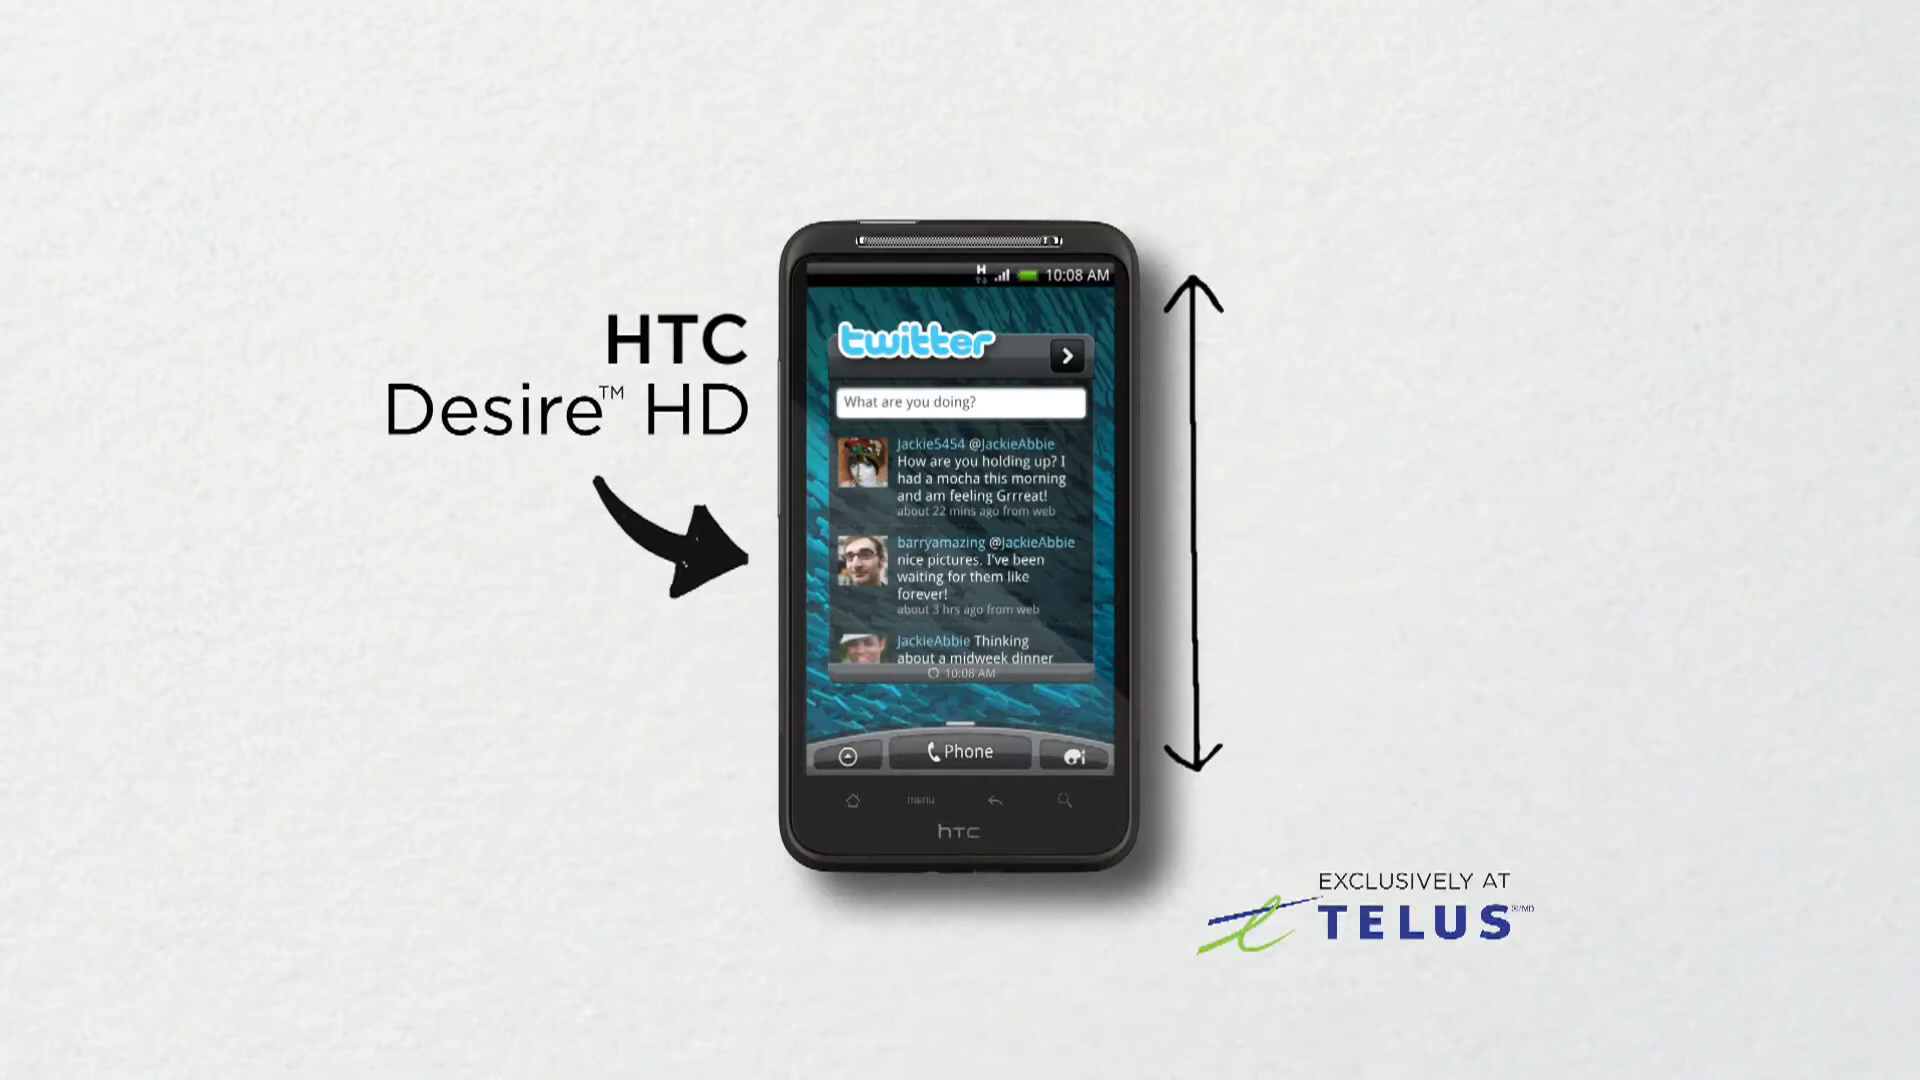 HTC
Desire™ HD
H
10:08 AM
twitter
What are you doing?
Jackie5454 @JackieAbbie
How are you holding up? I
had a mocha this morning
and am feeling Grrreat!
about 22 mins ago from web
barryamazing @JackieAbbie
nice pictures. I've been
waiting for them like
forever!
about 3 hrs ago from web
JackieAbbie Thinking
about a midweek dinner
10:08 AM
Phone
menu
hTC
EXCLUSIVELY AT
TELUS®/MD